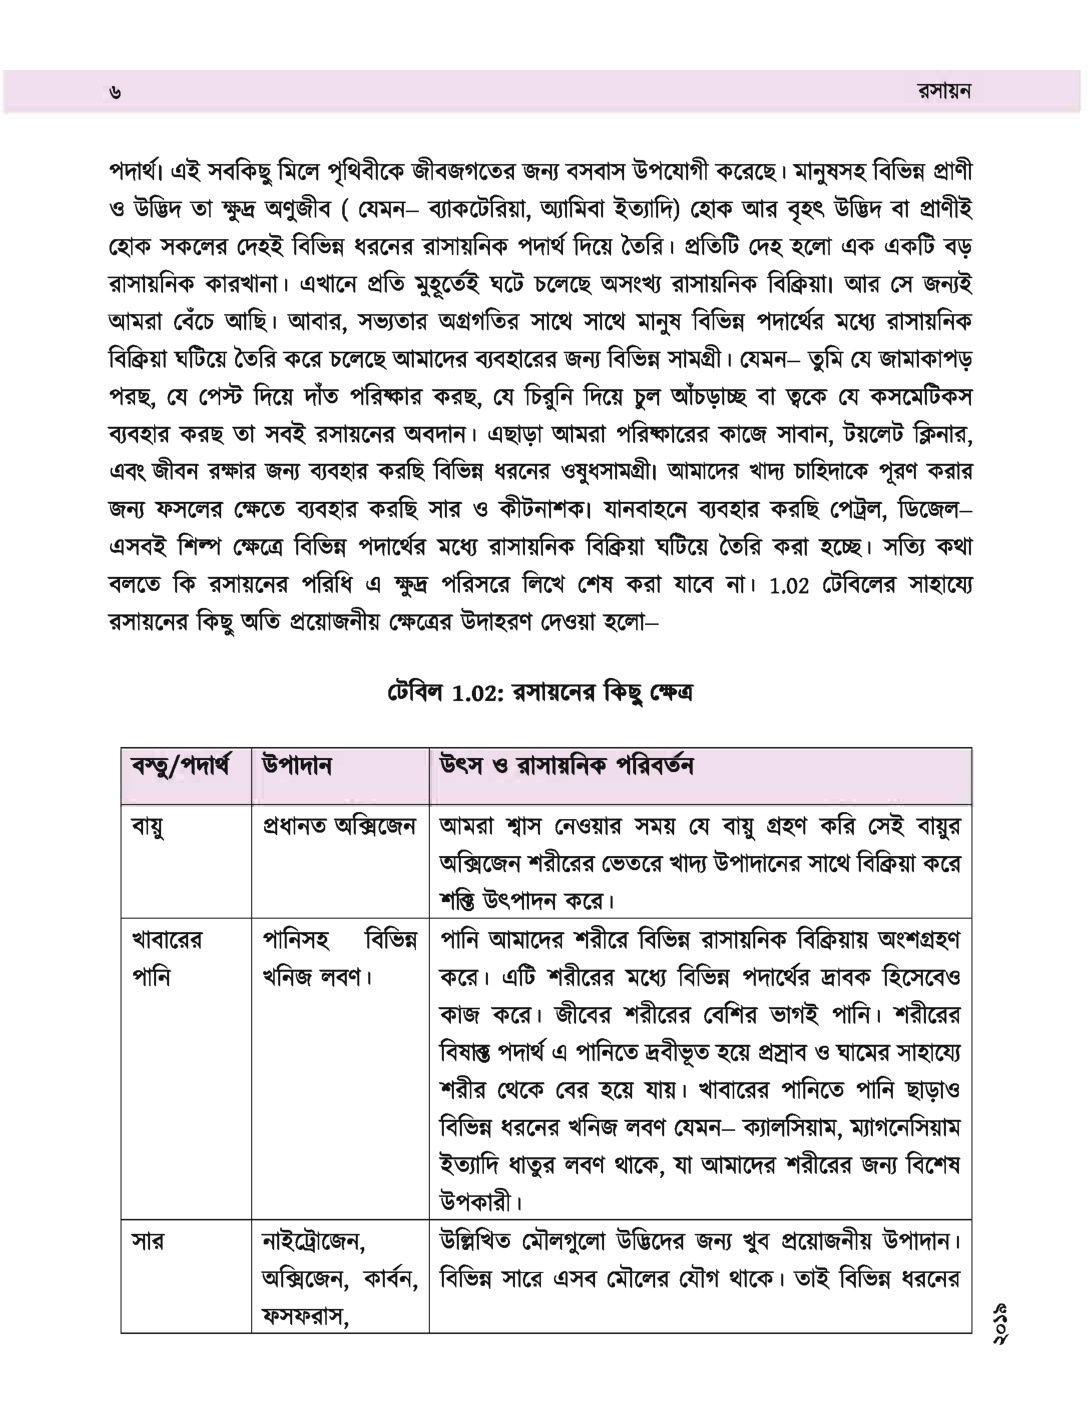 ৬ রসায়ন
পদার্থ। এই সবকিছু মিলে পৃথিবীকে জীবজগতের জন্য বসবাস উপযোগী করেছে। মানুষসহ বিভিন্ন প্রাণী
ও উদ্ভিদ তা ক্ষুদ্র অণুজীব ( যেমন– ব্যাকটেরিয়া, অ্যামিবা ইত্যাদি) হোক আর বৃহৎ উদ্ভিদ বা প্রাণীই
হোক সকলের দেহই বিভিন্ন ধরনের রাসায়নিক পদার্থ দিয়ে তৈরি। প্রতিটি দেহ হলো এক একটি বড়
রাসায়নিক কারখানা। এখানে প্রতি মুহূর্তেই ঘটে চলেছে অসংখ্য রাসায়নিক বিক্রিয়া। আর সে জন্যই
আমরা বেঁচে আছি। আবার, সভ্যতার অগ্রগতির সাথে সাথে মানুষ বিভিন্ন পদার্থের মধ্যে রাসায়নিক
বিক্রিয়া ঘটিয়ে তৈরি করে চলেছে আমাদের ব্যবহারের জন্য বিভিন্ন সামগ্রী। যেমন– তুমি যে জামাকাপড়
পরছ, যে পেস্ট দিয়ে দাঁত পরিষ্কার করছ, যে চিরুনি দিয়ে চুল আঁচড়াচ্ছ বা ত্বকে যে কসমেটিকস
ব্যবহার করছ তা সবই রসায়নের অবদান। এছাড়া আমরা পরিষ্কারের কাজে সাবান, টয়লেট ক্লিনার,
এবং জীবন রক্ষার জন্য ব্যবহার করছি বিভিন্ন ধরনের ওষুধসামগ্রী। আমাদের খাদ্য চাহিদাকে পূরণ করার
জন্য ফসলের ক্ষেতে ব্যবহার করছি সার ও কীটনাশক। যানবাহনে ব্যবহার করছি পেট্রল, ডিজেল–
এসবই শিল্প ক্ষেত্রে বিভিন্ন পদার্থের মধ্যে রাসায়নিক বিক্রিয়া ঘটিয়ে তৈরি করা হচ্ছে। সত্যি কথা
বলতে কি রসায়নের পরিধি এ ক্ষুদ্র পরিসরে লিখে শেষ করা যাবে না। 1.02 টেবিলের সাহায্যে
রসায়নের কিছু অতি প্রয়োজনীয় ক্ষেত্রের উদাহরণ দেওয়া হলো–
টেবিল 1.02: রসায়নের কিছু ক্ষেত্র
বস্তু/পদার্থ উপাদান উৎস ও রাসায়নিক পরিবর্তন
বায়ু প্রধানত অক্সিজেন আমরা শ্বাস নেওয়ার সময় যে বায়ু গ্রহণ করি সেই বায়ুর
অক্সিজেন শরীরের ভেতরে খাদ্য উপাদানের সাথে বিক্রিয়া করে
শক্তি উৎপাদন করে।
খাবারের পানিসহ বিভিন্ন পানি আমাদের শরীরে বিভিন্ন রাসায়নিক বিক্রিয়ায় অংশগ্রহণ
পানি খনিজ লবণ। করে। এটি শরীরের মধ্যে বিভিন্ন পদার্থের দ্রাবক হিসেবেও
কাজ করে। জীবের শরীরের বেশির ভাগই পানি। শরীরের
বিষাক্ত পদার্থ এ পানিতে দ্রবীভূত হয়ে প্রস্রাব ও ঘামের সাহায্যে
শরীর থেকে বের হয়ে যায়। খাবারের পানিতে পানি ছাড়াও
বিভিন্ন ধরনের খনিজ লবণ যেমন– ক্যালসিয়াম, ম্যাগনেসিয়াম
ইত্যাদি ধাতুর লবণ থাকে, যা আমাদের শরীরের জন্য বিশেষ
উপকারী।
সার নাইট্রোজেন, উল্লিখিত মৌলগুলো উদ্ভিদের জন্য খুব প্রয়োজনীয় উপাদান।
অক্সিজেন, কার্বন, বিভিন্ন সারে এসব মৌলের যৌগ থাকে। তাই বিভিন্ন ধরনের
ফসফরাস,
২০১৯